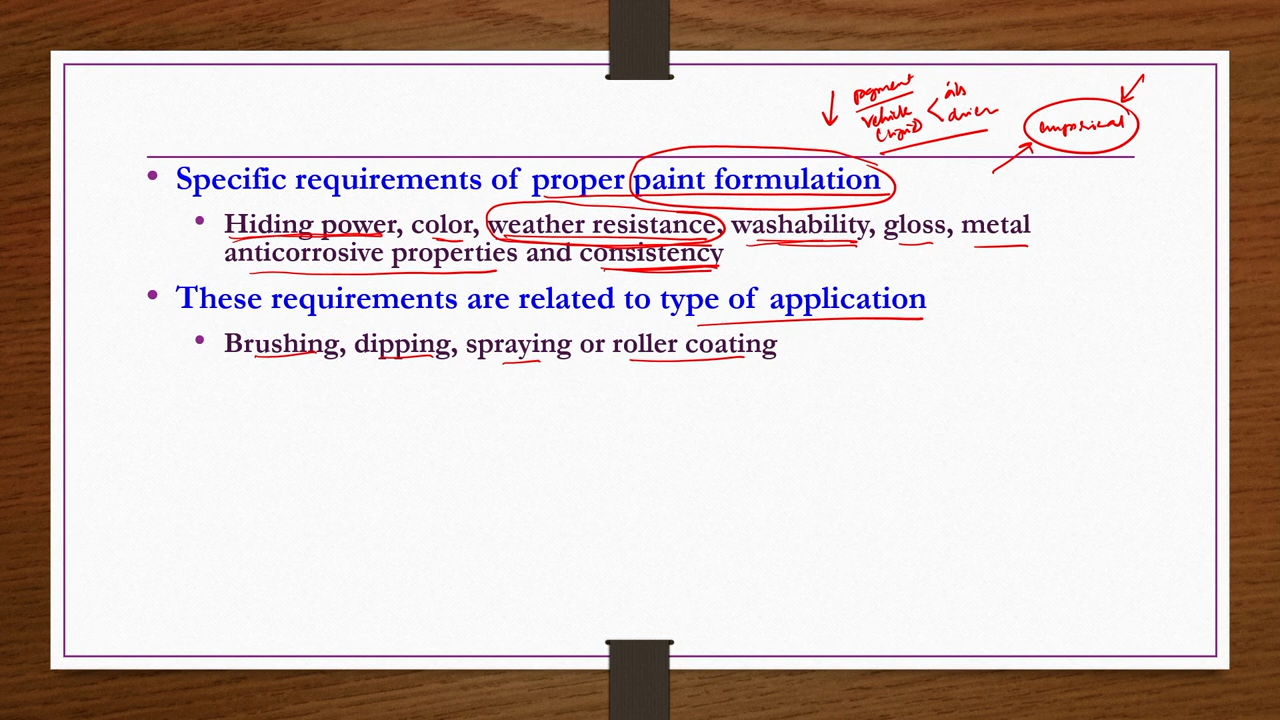 pigment
vehicle
(liquid)
oils
drier
empirical
• Specific requirements of proper paint formulation
• Hiding power, color, weather resistance, washability, gloss, metal
anticorrosive properties and consistency
• These requirements are related to type of application
• Brushing, dipping, spraying or roller coating